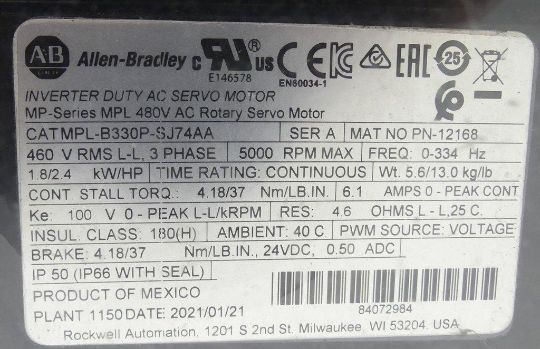 A-B Allen-Bradley c RU US ® CE EAC 25
E146578
EN60034-1
INVERTER DUTY AC SERVO MOTOR
MP-Series MPL 480V AC Rotary Servo Motor
CAT MPL-B330P-SJ74AA SER A MAT NO PN-12168
460 V RMS L-L, 3 PHASE 5000 RPM MAX FREQ: 0-334 Hz
1.8/2.4 kW/HP TIME RATING: CONTINUOUS Wt. 5.6/13.0 kg/lb
CONT STALL TORQ.: 4.18/37 Nm/LB.IN. 6.1 AMPS 0 - PEAK CONT
Ke: 100 V 0 - PEAK L-L/kRPM RES: 4.6 OHMS L - L,25 C.
INSUL. CLASS: 180(H) AMBIENT: 40 C PWM SOURCE: VOLTAGE
BRAKE: 4.18/37 Nm/LB.IN, 24VDC, 0.50 ADC
IP 50 (IP66 WITH SEAL)
PRODUCT OF MEXICO
PLANT 1150 DATE: 2021/01/21
84072984
Rockwell Automation, 1201 S 2nd St. Milwaukee, WI 53204, USA